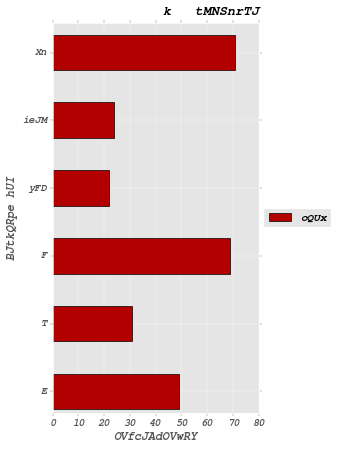 k   tMNSnrTJ
Xn
ieJM
yFD
F
T
E
BJtkQRpe hUI
0 10 20 30 40 50 60 70 80
OVfcJAdOVwRY
oQUx